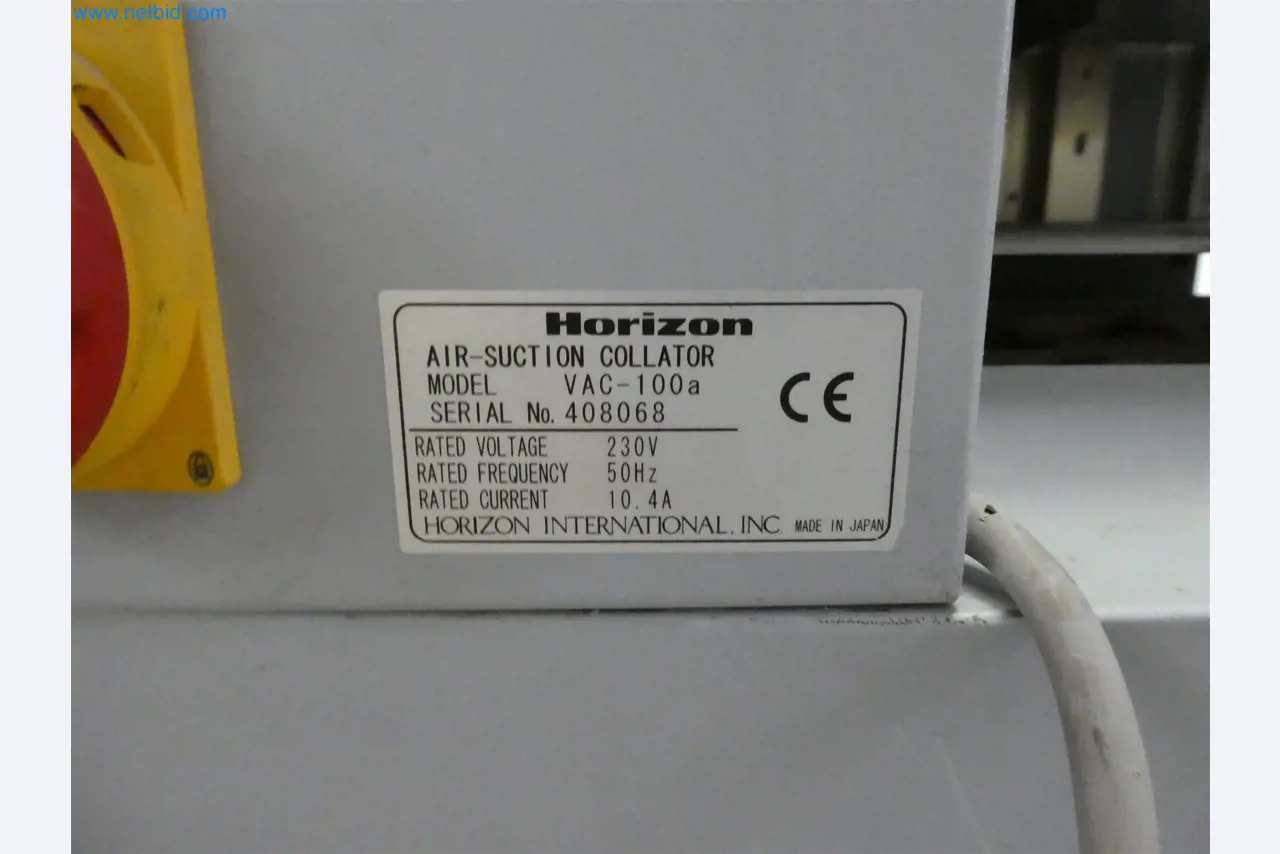 www.netbid.com
Horizon
AIR-SUCTION COLLATOR
MODEL VAC-100a
SERIAL No. 408068
CE
RATED VOLTAGE 230V
RATED FREQUENCY 50Hz
RATED CURRENT 10.4A
HORIZON INTERNATIONAL, INC. MADE IN JAPAN